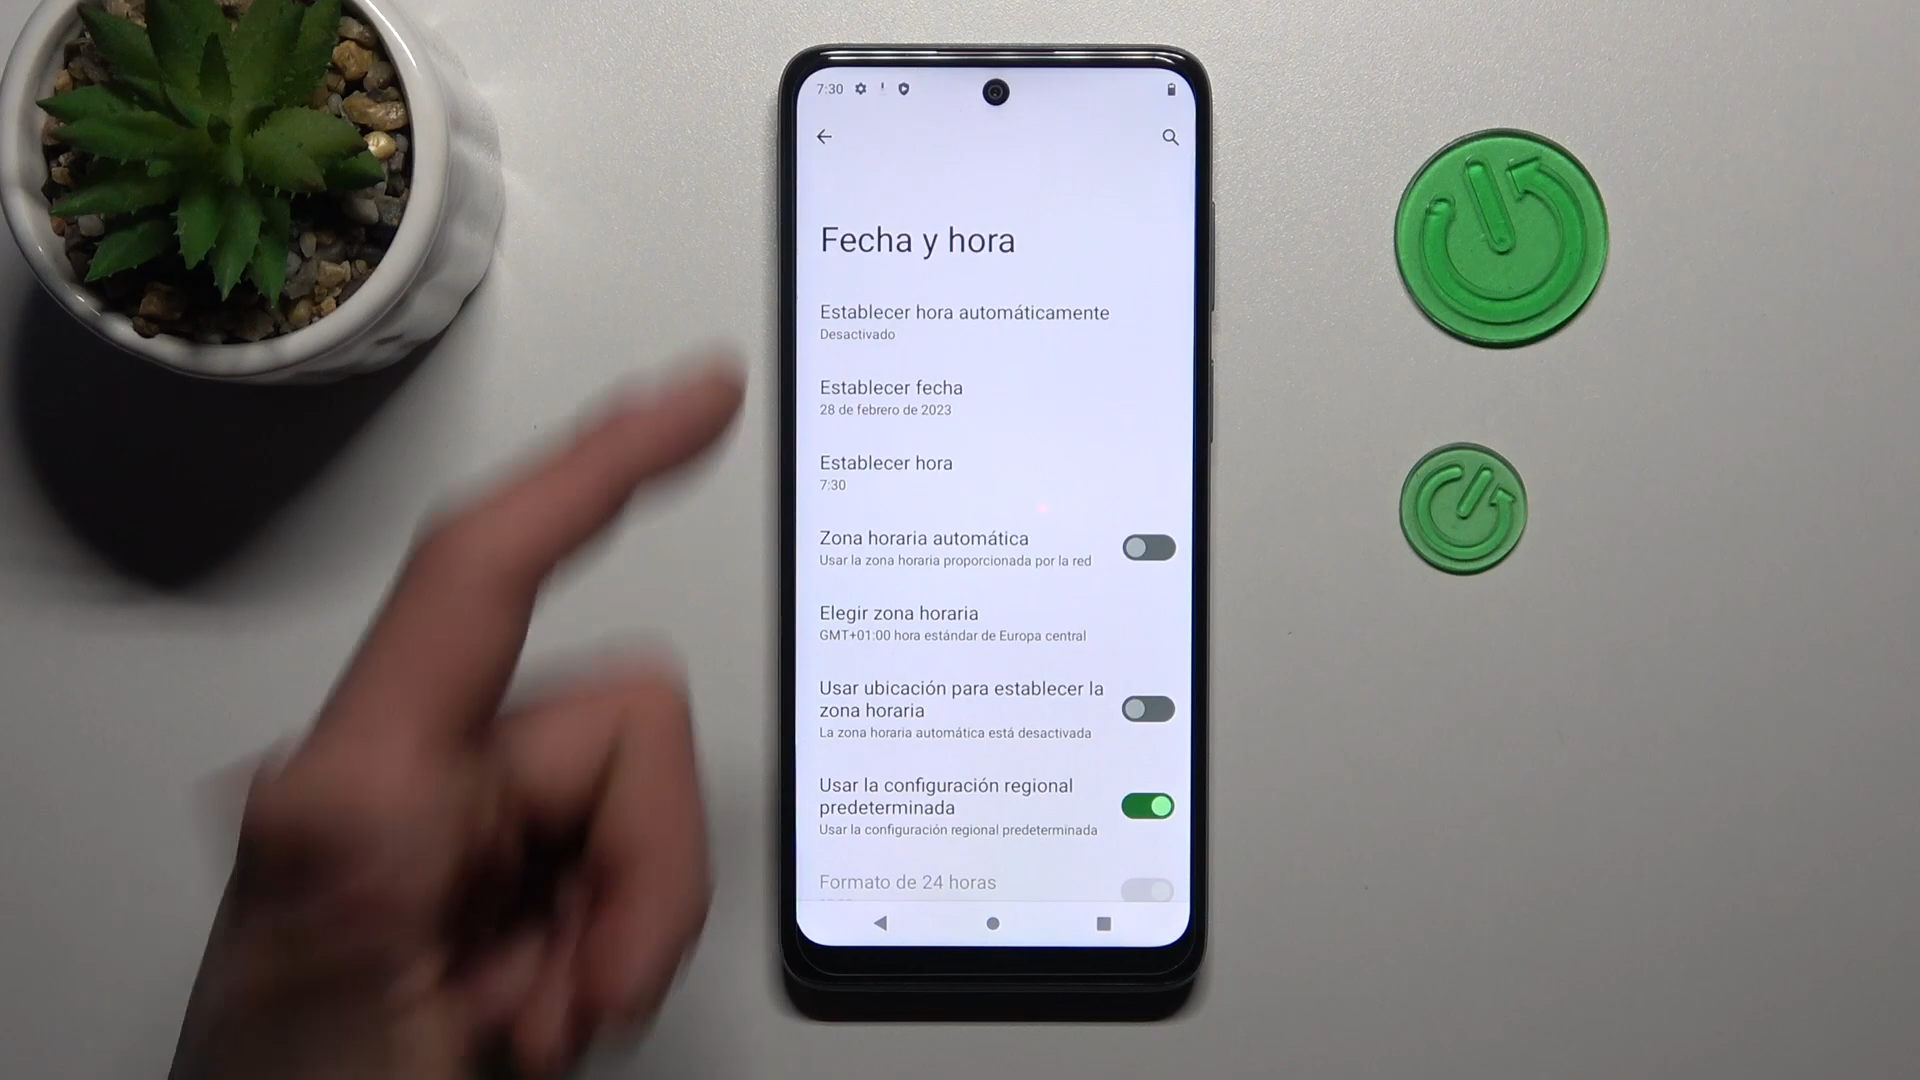 7:30
Fecha y hora
Establecer hora automáticamente
Desactivado
Establecer fecha
28 de febrero de 2023
Establecer hora
7:30
Zona horaria automática
Usar la zona horaria proporcionada por la red
Elegir zona horaria
GMT+01:00 hora estándar de Europa central
Usar ubicación para establecer la
zona horaria
La zona horaria automática está desactivada
Usar la configuración regional
predeterminada
Usar la configuración regional predeterminada
Formato de 24 horas